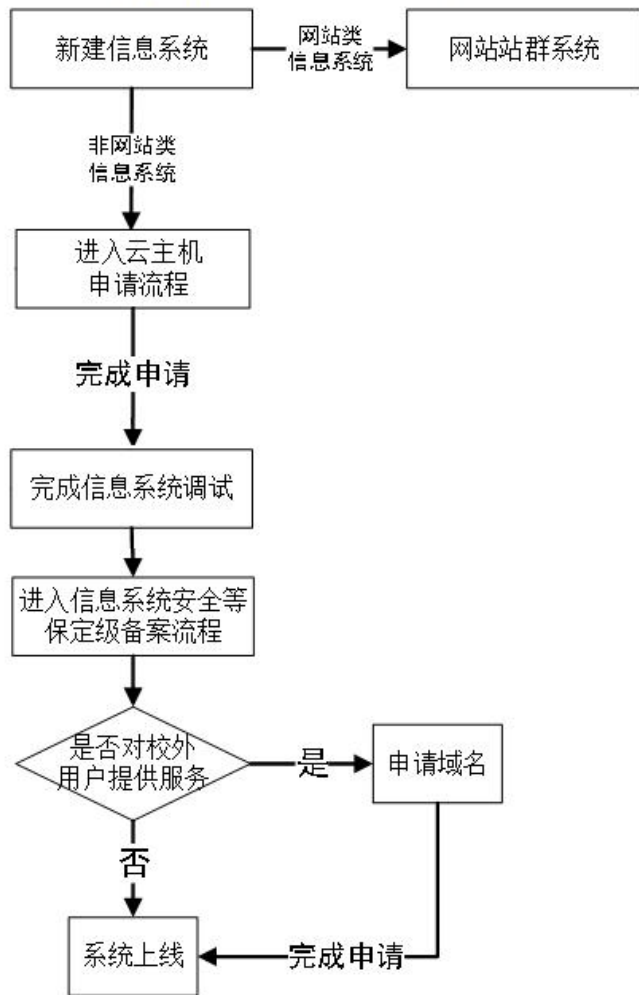 新建信息系统
网站类
信息系统
网站站群系统
非网站类
信息系统
进入云主机
申请流程
完成申请
完成信息系统调试
进入信息系统安全等
保定级备案流程
是否对校外
用户提供服务
是
申请域名
否
系统上线
完成申请